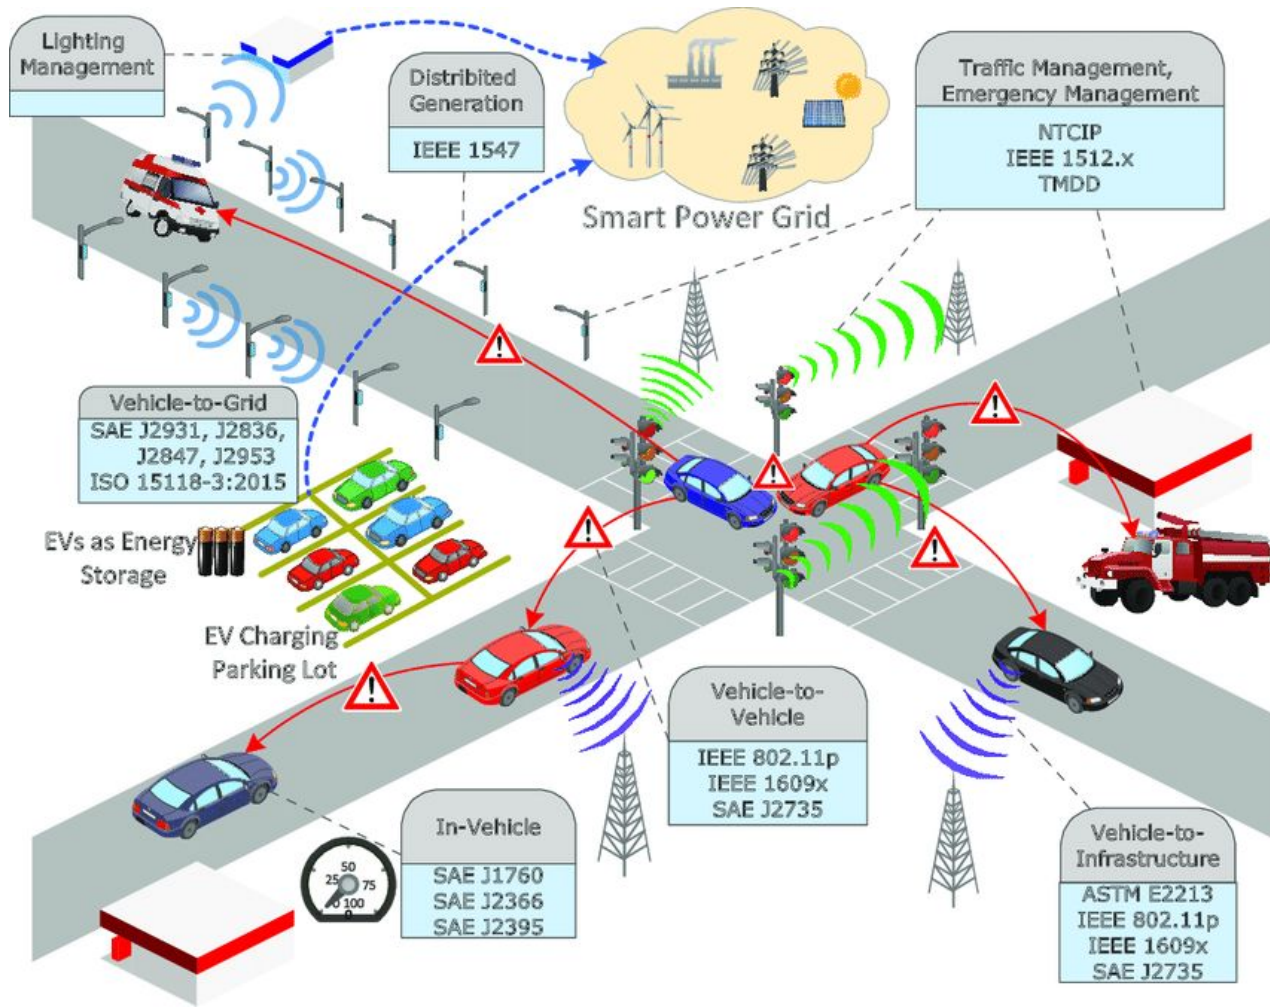 Lighting
Management
Distribited
Generation
IEEE 1547
Smart Power Grid
Traffic Management,
Emergency Management
NTCIP
IEEE 1512.x
TMDD
Vehicle-to-Grid
SAE J2931, J2836,
J2847, J2953
ISO 15118-3:2015
EVs as Energy
Storage
EV Charging
Parking Lot
!
!
!
!
!
!
Vehicle-to-
Vehicle
IEEE 802.11p
IEEE 1609x
SAE J2735
In-Vehicle
SAE J1760
SAE J2366
SAE J2395
50
25
75
0
100
0
Vehicle-to-
Infrastructure
ASTM E2213
IEEE 802.11p
IEEE 1609x
SAE J2735